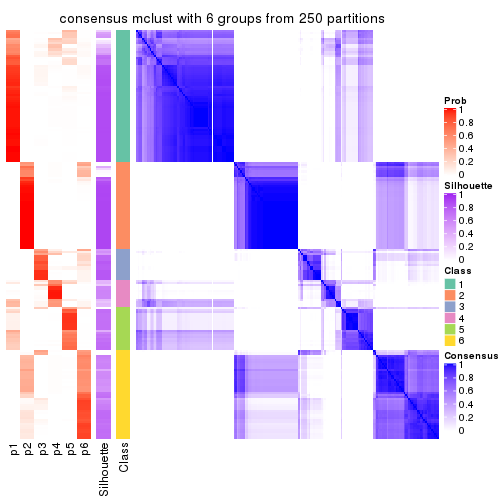 consensus mclust with 6 groups from 250 partitions
Prob
1
0.8
0.6
0.4
0.2
0
Silhouette
1
0.8
0.6
0.4
0.2
0
Class
1
2
3
4
5
6
Consensus
1
0.8
0.6
0.4
0.2
0
p1
p2
p3
p4
p5
p6
Silhouette
Class